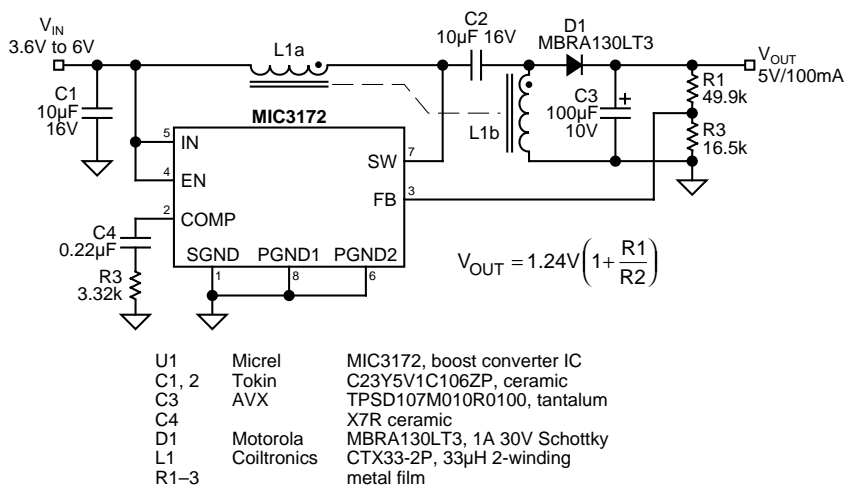 V_IN
3.6V to 6V
C1
10µF
16V
L1a
C2
10µF 16V
D1
MBRA130LT3
V_OUT
5V/100mA
C3
100µF
10V
+
R1
49.9k
R3
16.5k
L1b
MIC3172
5
IN
4
EN
2
COMP
SW
7
FB
3
SGND
PGND1
PGND2
1
8
6
C4
0.22µF
R3
3.32k
V_OUT = 1.24V(1+R1/R2)
U1 Micrel MIC3172, boost converter IC
C1, 2 Tokin C23Y5V1C106ZP, ceramic
C3 AVX TPSD107M010R0100, tantalum
C4 X7R ceramic
D1 Motorola MBRA130LT3, 1A 30V Schottky
L1 Coiltronics CTX33-2P, 33µH 2-winding
R1–3 metal film